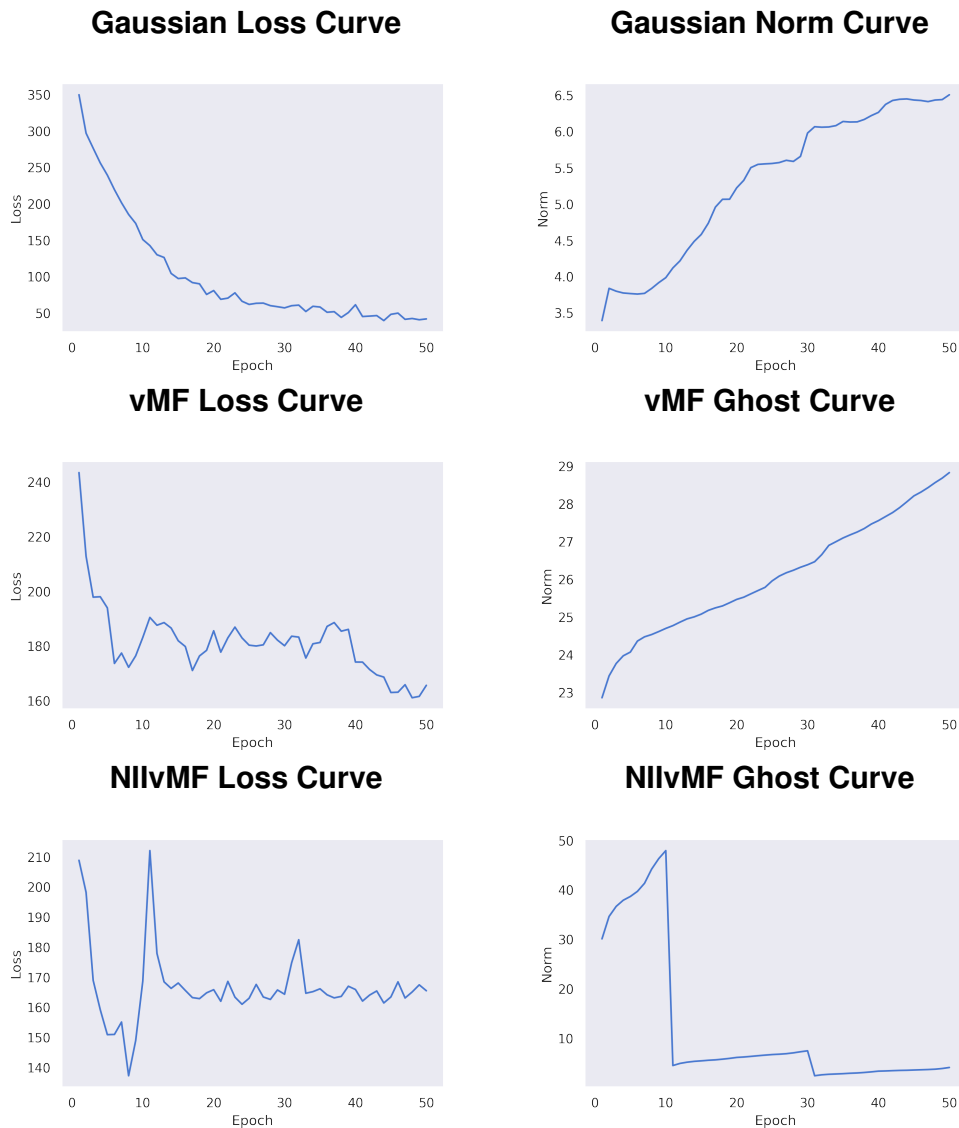 Gaussian Loss Curve
350
300
250
200
150
100
50
Loss
0 10 20 30 40 50
Epoch
Gaussian Norm Curve
6.5
6.0
5.5
5.0
4.5
4.0
3.5
Norm
0 10 20 30 40 50
Epoch
vMF Loss Curve
240
220
200
180
160
Loss
0 10 20 30 40 50
Epoch
vMF Ghost Curve
29
28
27
26
25
24
23
Norm
0 10 20 30 40 50
Epoch
NllvMF Loss Curve
210
200
190
180
170
160
150
140
Loss
0 10 20 30 40 50
Epoch
NllvMF Ghost Curve
50
40
30
20
10
Norm
0 10 20 30 40 50
Epoch